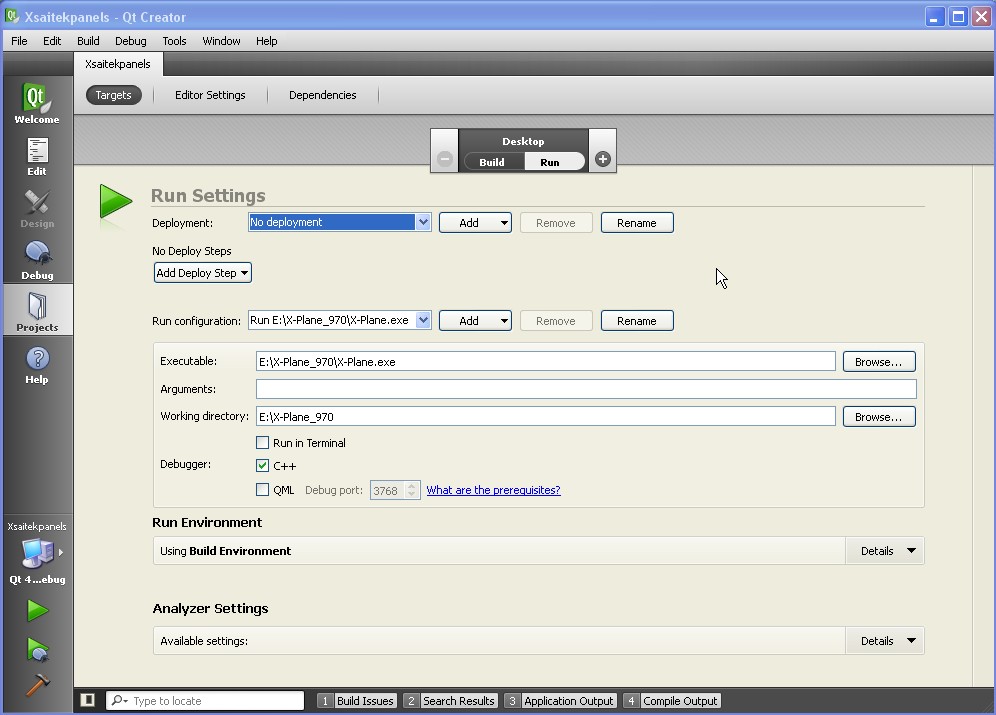 Xsaitekpanels - Qt Creator
File Edit Build Debug Tools Window Help
Xsaitekpanels
Targets Editor Settings Dependencies
Qt
Welcome
Edit
Design
Debug
Projects
Help
Desktop
Build Run
Run Settings
Deployment: No deployment Add Remove Rename
No Deploy Steps
Add Deploy Step
Run configuration: Run E:\X-Plane_970\X-Plane.exe Add Remove Rename
Executable: E:\X-Plane_970\X-Plane.exe Browse...
Arguments:
Working directory: E:\X-Plane_970 Browse...
Run in Terminal
Debugger: C++
QML Debug port: 3768 What are the prerequisites?
Run Environment
Using Build Environment Details
Analyzer Settings
Available settings: Details
Xsaitekpanels
Qt 4...ebug
Type to locate 1 Build Issues 2 Search Results 3 Application Output 4 Compile Output